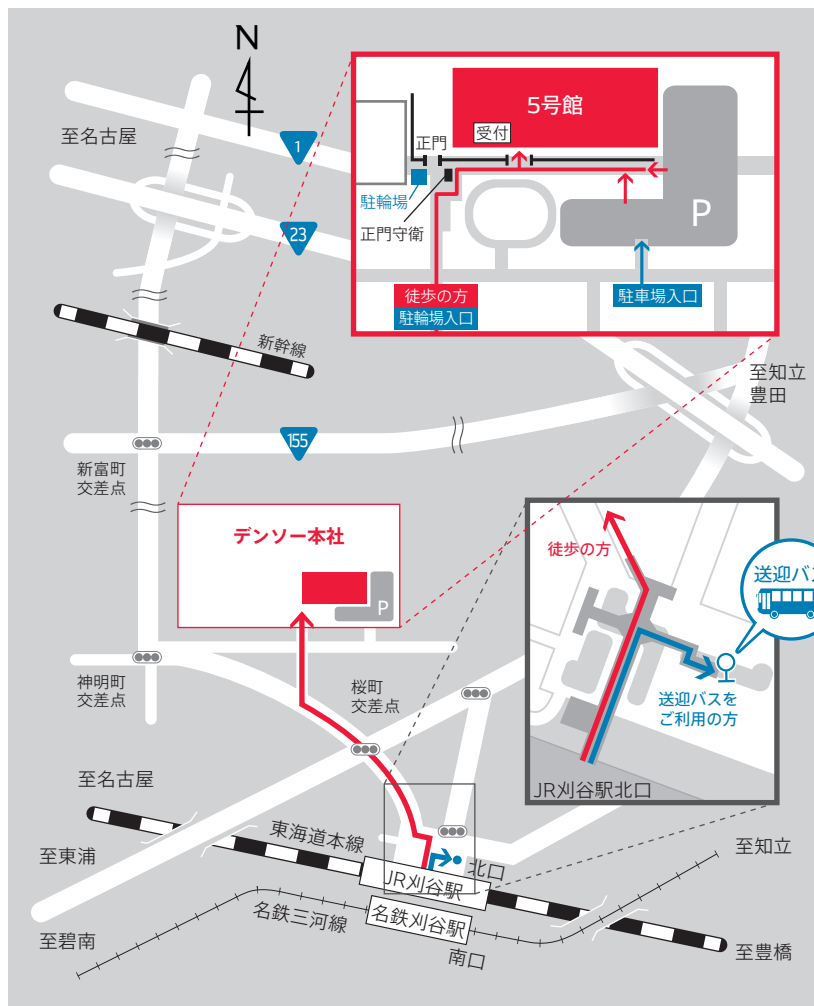 N
至名古屋
1
23
新幹線
155
新富町
交差点
5号館
受付
正門
駐輪場
正門守衛
P
徒歩の方
駐輪場入口
駐車場入口
至知立
豊田
デンソー本社
P
神明町
交差点
桜町
交差点
徒歩の方
送迎バ
送迎バスを
ご利用の方
JR刈谷駅北口
至名古屋
東海道本線
至東浦
北口
JR刈谷駅
至知立
名鉄三河線
名鉄刈谷駅
至碧南
南口
至豊橋